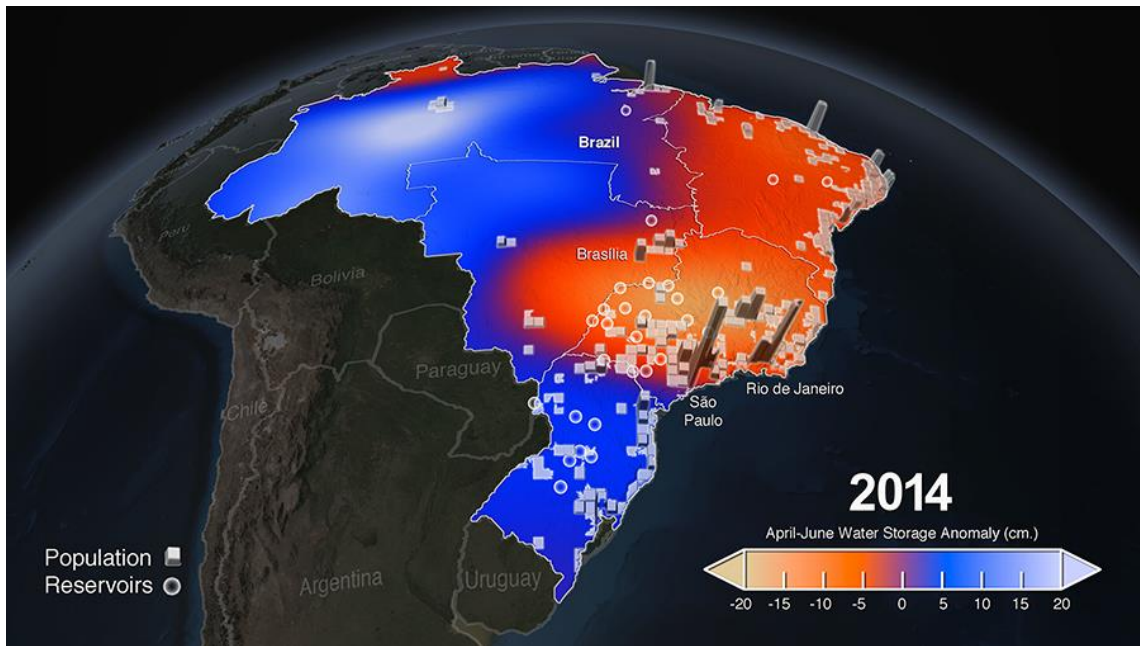 Brazil
Peru
Brasília
Bolivia
Paraguay
Chile
São
Paulo
Rio de Janeiro
2014
April-June Water Storage Anomaly (cm.)
-20 -15 -10 -5 0 5 10 15 20
Population
Reservoirs
Argentina
Uruguay